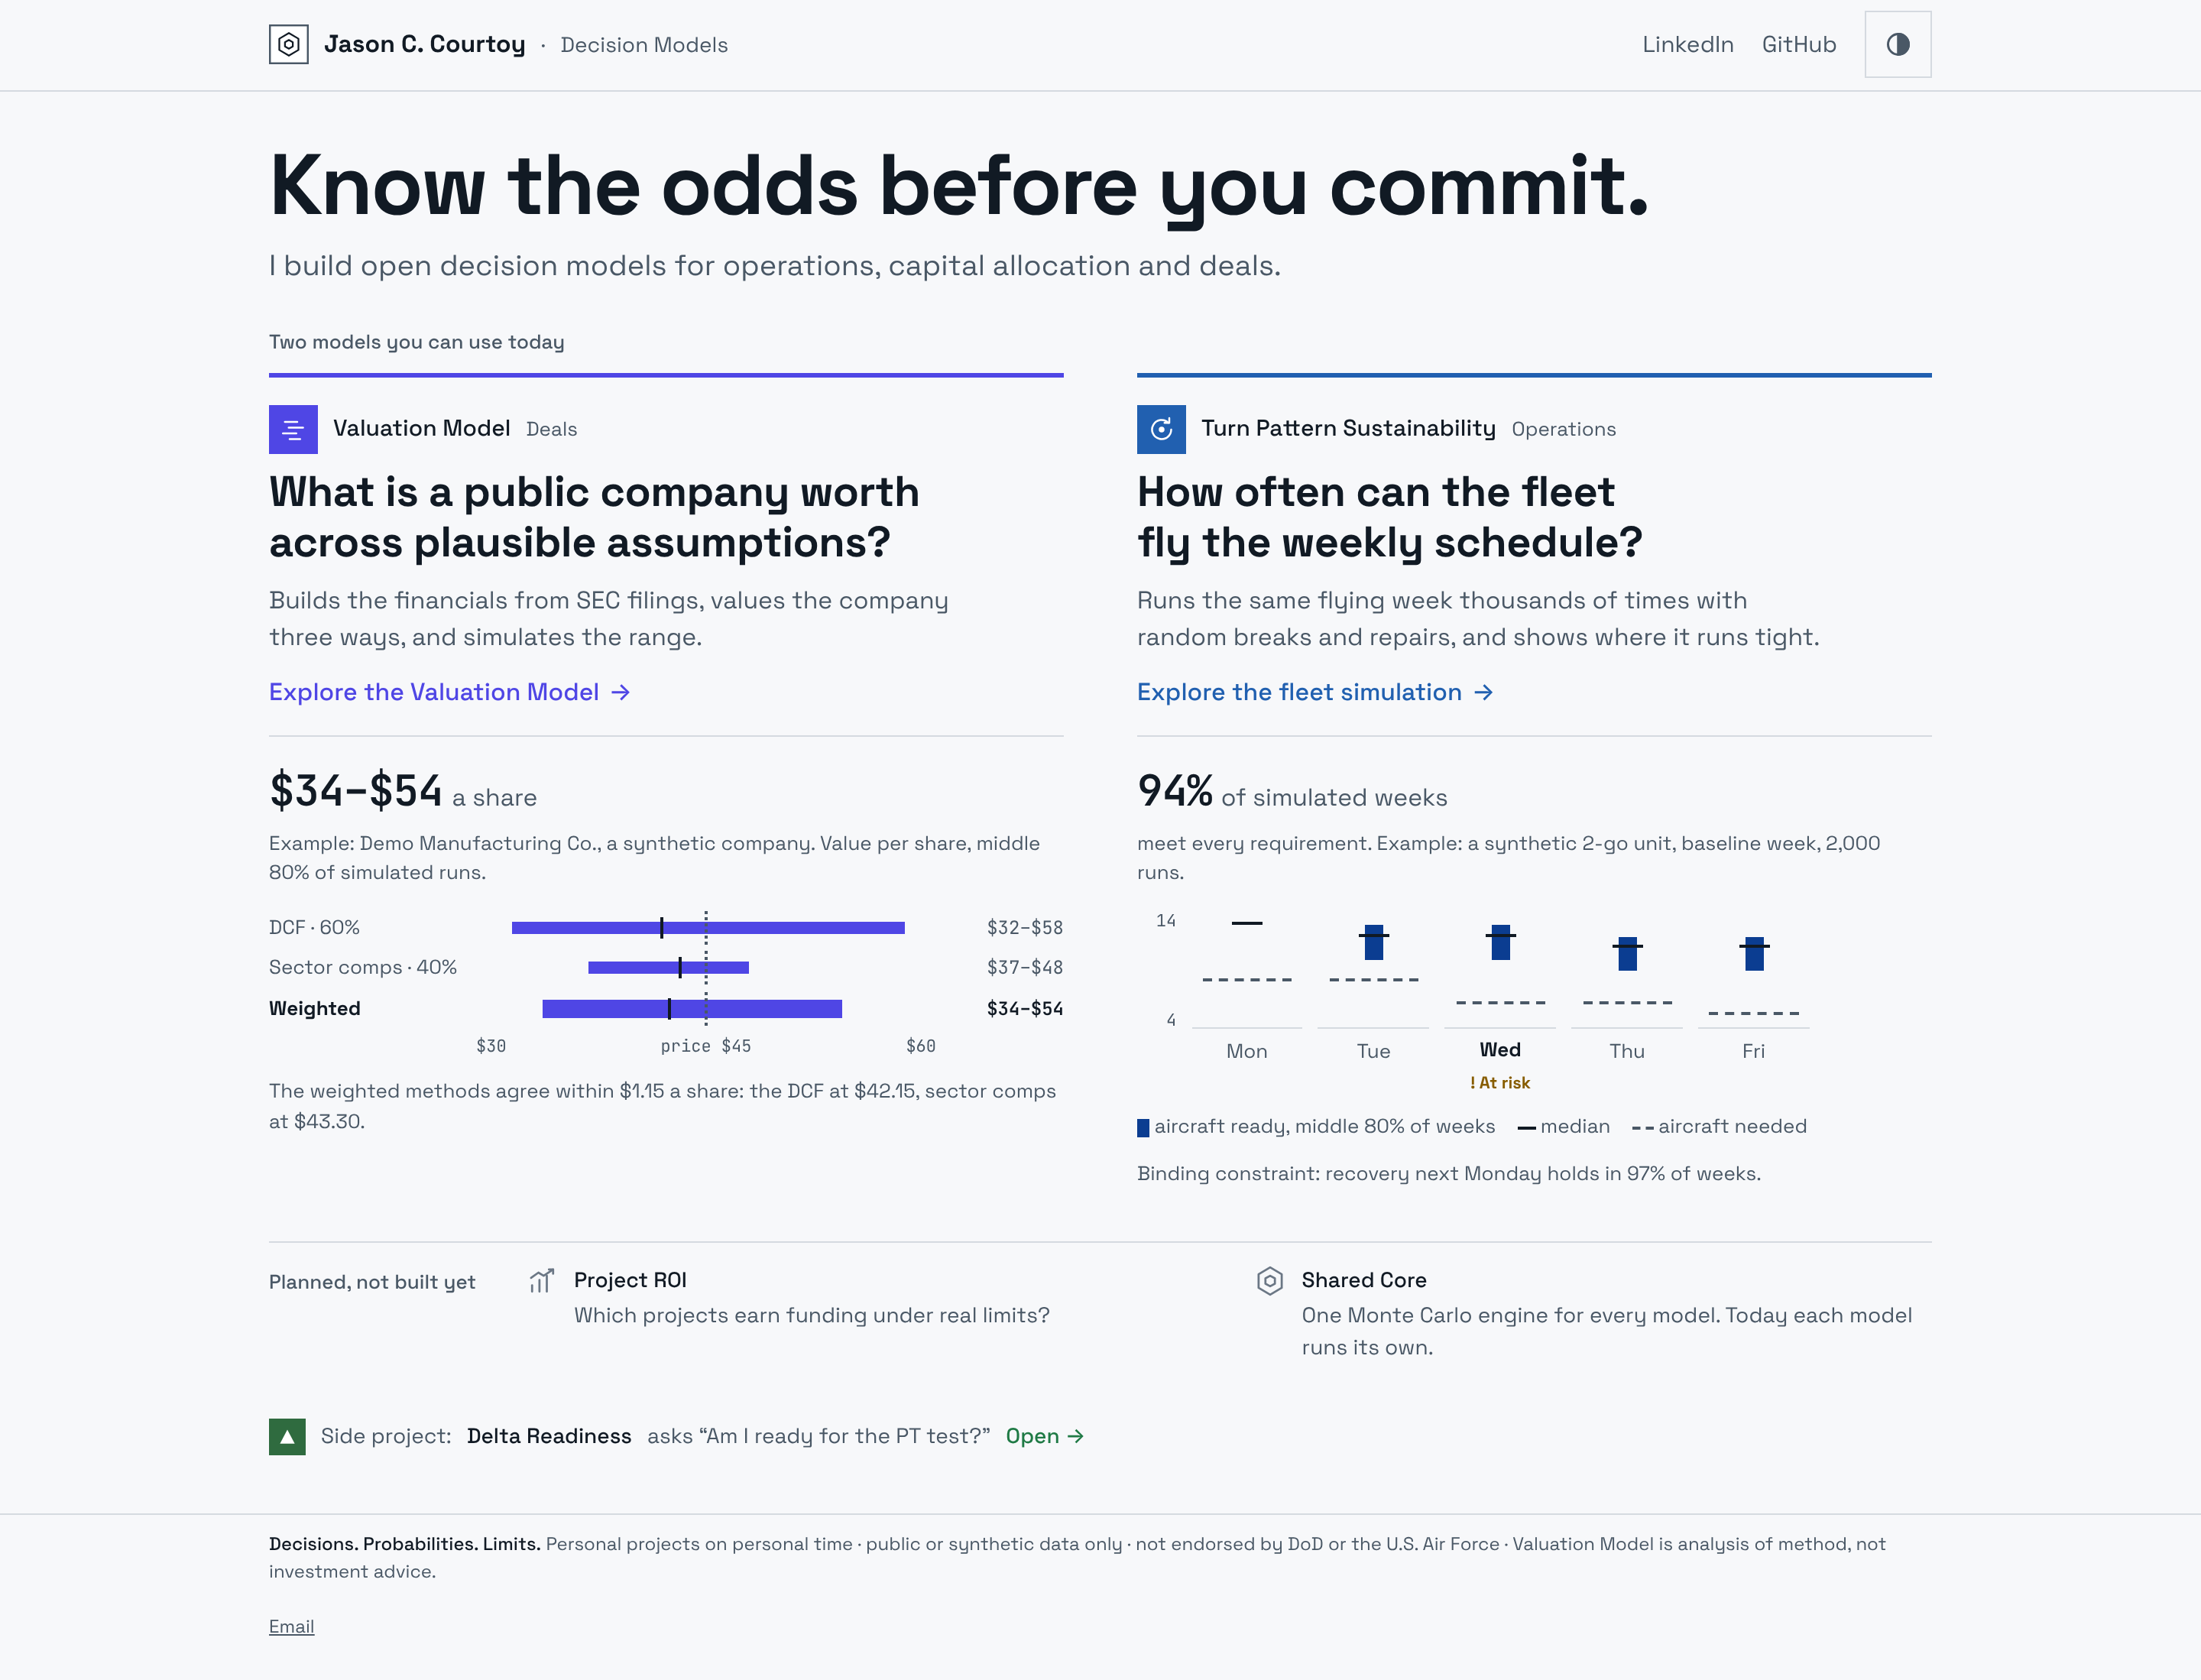 Jason C. Courtoy · Decision Models
LinkedIn GitHub
Know the odds before you commit.
I build open decision models for operations, capital allocation and deals.
Two models you can use today
Valuation Model Deals
What is a public company worth
across plausible assumptions?
Builds the financials from SEC filings, values the company
three ways, and simulates the range.
Explore the Valuation Model →
$34–$54 a share
Example: Demo Manufacturing Co., a synthetic company. Value per share, middle
80% of simulated runs.
DCF · 60% $32–$58
Sector comps · 40% $37–$48
Weighted $34–$54
$30 price $45 $60
The weighted methods agree within $1.15 a share: the DCF at $42.15, sector comps
at $43.30.
Turn Pattern Sustainability Operations
How often can the fleet
fly the weekly schedule?
Runs the same flying week thousands of times with
random breaks and repairs, and shows where it runs tight.
Explore the fleet simulation →
94% of simulated weeks
meet every requirement. Example: a synthetic 2-go unit, baseline week, 2,000
runs.
14
4
Mon Tue Wed Thu Fri
! At risk
aircraft ready, middle 80% of weeks median aircraft needed
Binding constraint: recovery next Monday holds in 97% of weeks.
Planned, not built yet
Project ROI
Which projects earn funding under real limits?
Shared Core
One Monte Carlo engine for every model. Today each model
runs its own.
Side project: Delta Readiness asks “Am I ready for the PT test?” Open →
Decisions. Probabilities. Limits. Personal projects on personal time · public or synthetic data only · not endorsed by DoD or the U.S. Air Force · Valuation Model is analysis of method, not
investment advice.
Email